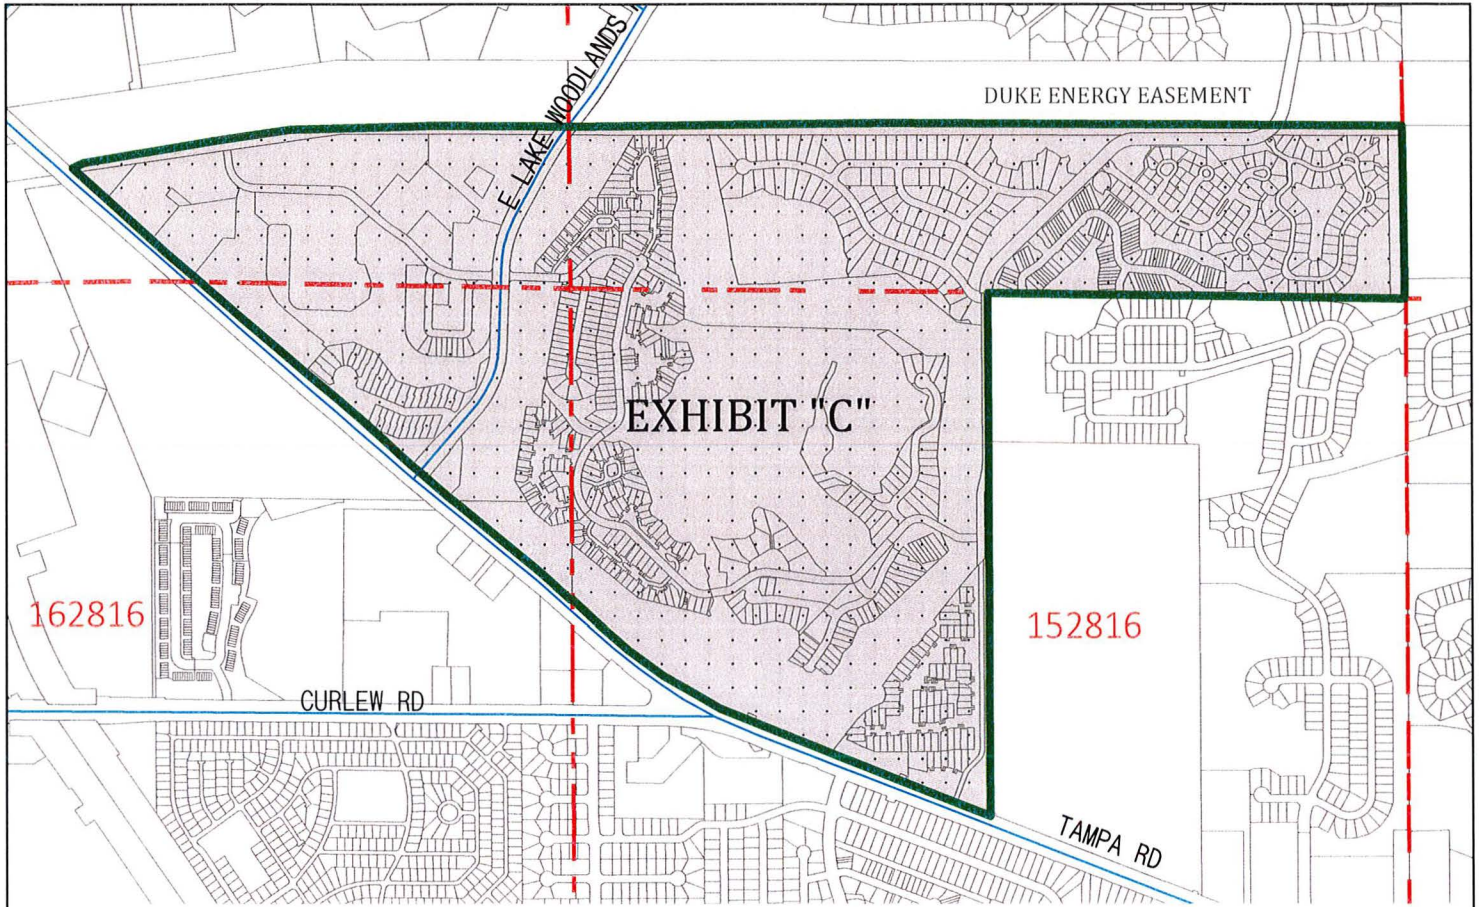 E LAKE WOODLANDS
DUKE ENERGY EASEMENT
EXHIBIT "C"
162816
152816
CURLEW RD
TAMPA RD